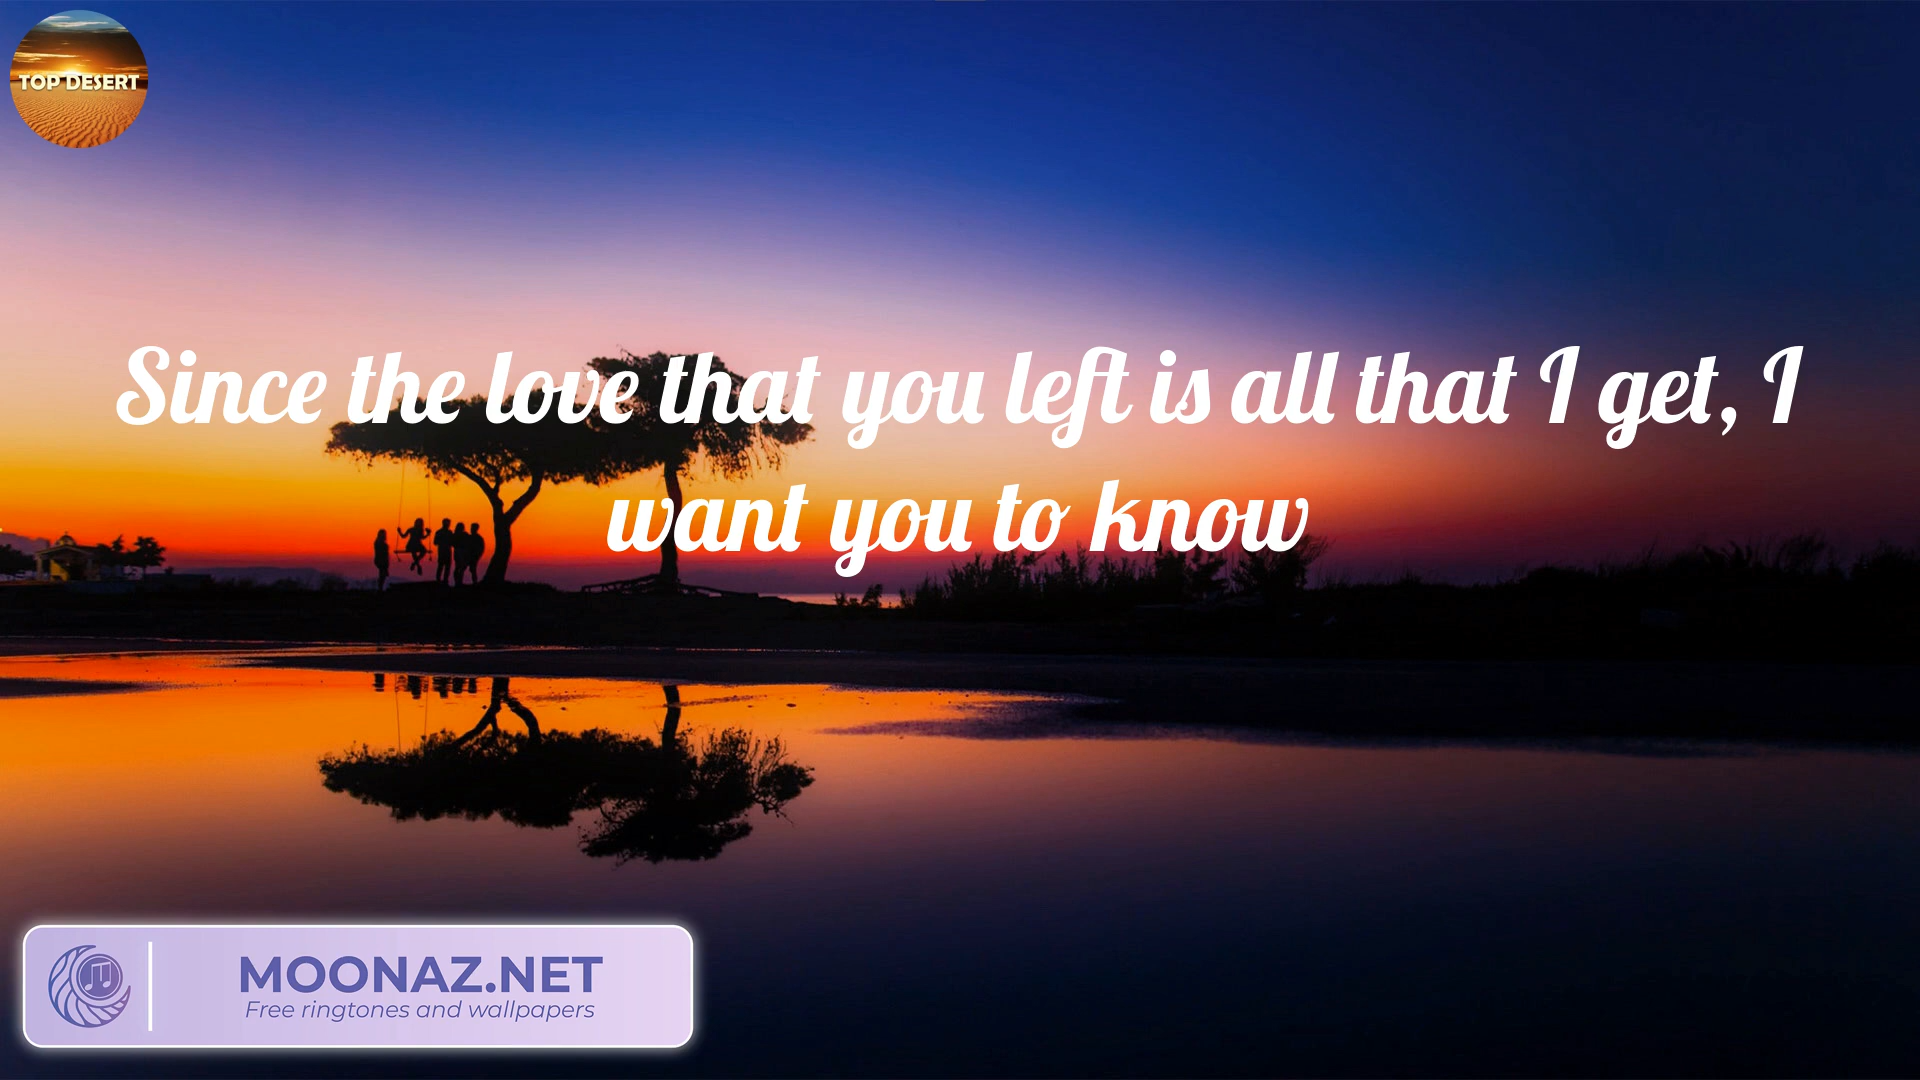 TOP DESERT
Since the love that you left is all that I get, I
want you to know
MOONAZ.NET
Free ringtones and wallpapers